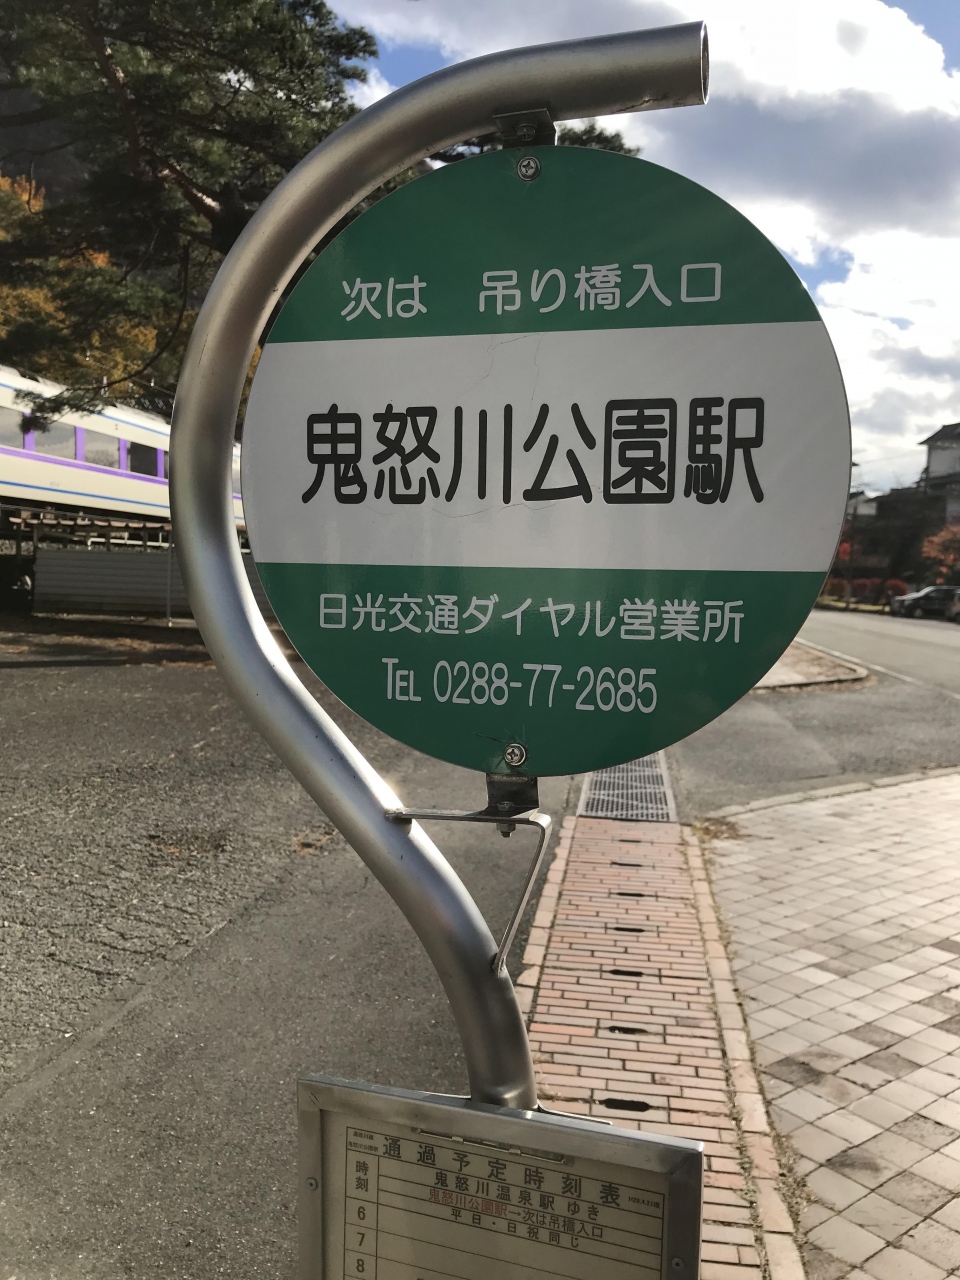 次は 吊り橋入口
鬼怒川公園駅
日光交通ダイヤル営業所
TEL 0288-77-2685
通過予定時刻表
時刻
鬼怒川温泉駅 ゆき
鬼怒川公園駅→次は吊橋入口
平日・日祝同じ
6
7
8